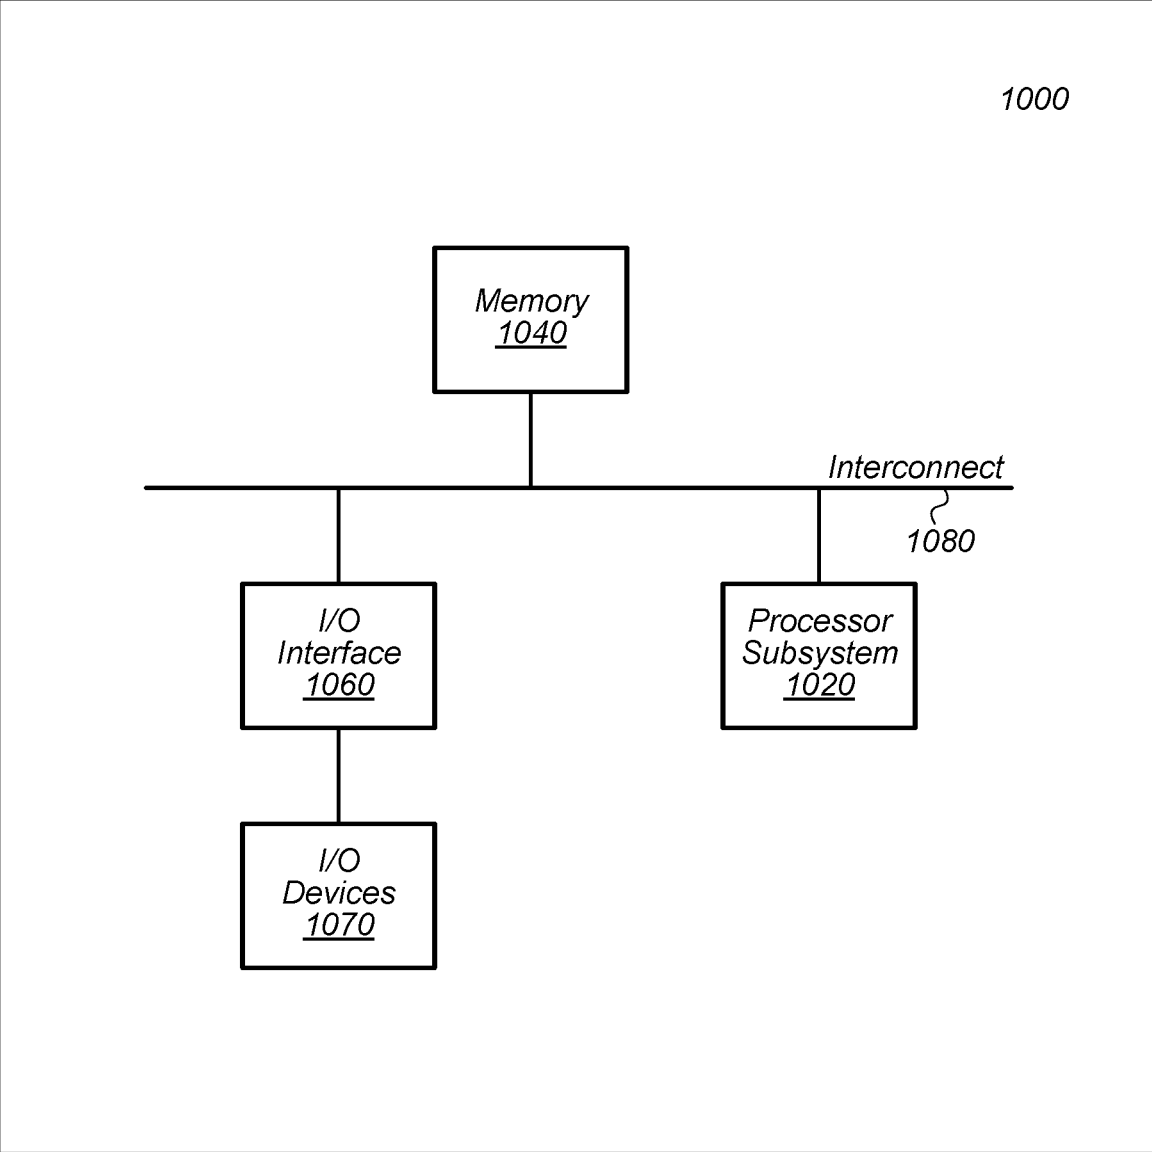 1000
Memory
1040
Interconnect
1080
I/O
Interface
1060
Processor
Subsystem
1020
I/O
Devices
1070